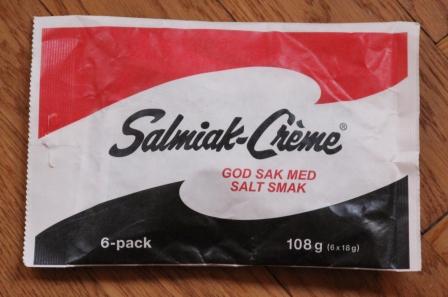 Salmiak-Crème®
GOD SAK MED
SALT SMAK
6-pack
108g (6x18g)